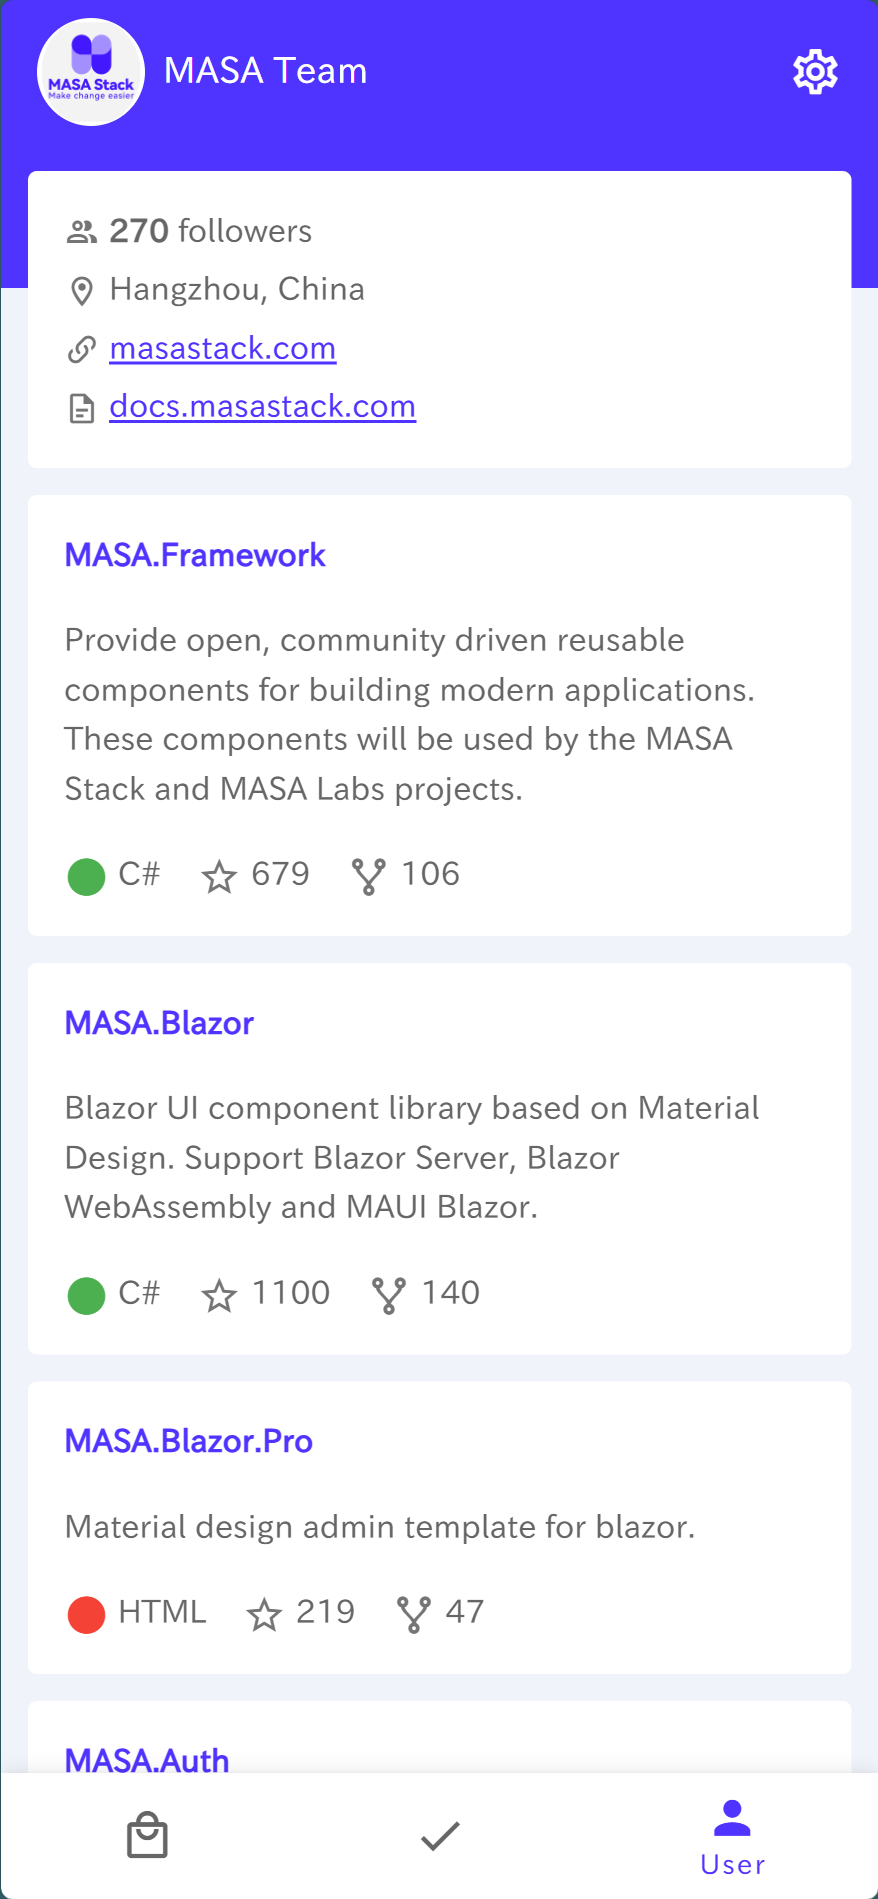 MASA Stack
Make change easier
MASA Team
270 followers
Hangzhou, China
masastack.com
docs.masastack.com
MASA.Framework
Provide open, community driven reusable
components for building modern applications.
These components will be used by the MASA
Stack and MASA Labs projects.
C# 679 106
MASA.Blazor
Blazor UI component library based on Material
Design. Support Blazor Server, Blazor
WebAssembly and MAUI Blazor.
C# 1100 140
MASA.Blazor.Pro
Material design admin template for blazor.
HTML 219 47
MASA.Auth
User